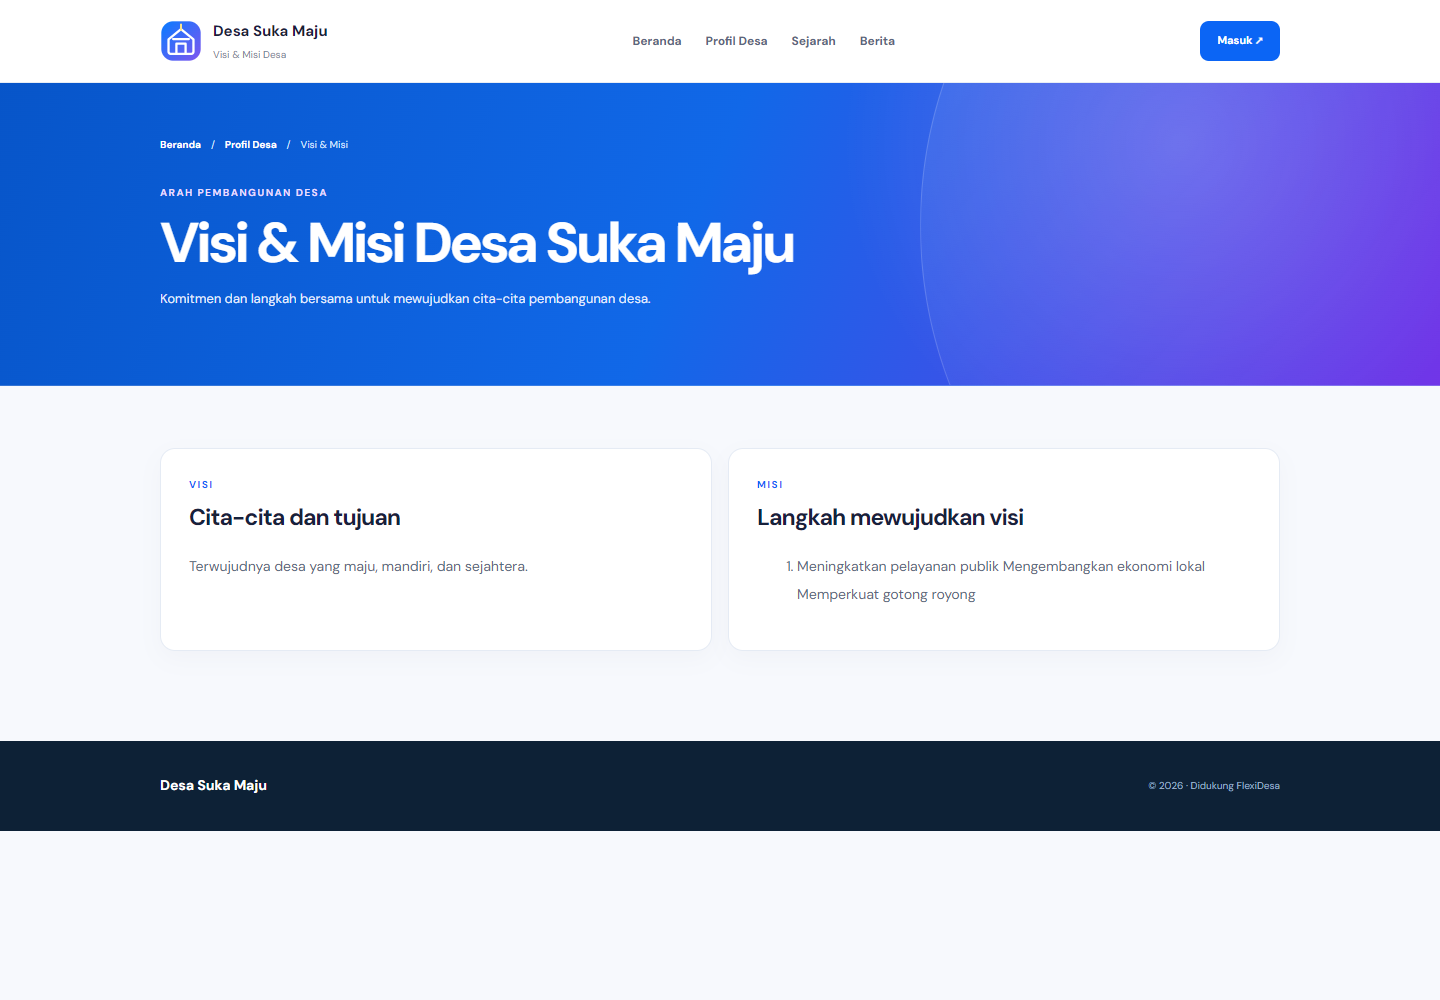 Desa Suka Maju
Visi & Misi Desa
Beranda
Profil Desa
Sejarah
Berita
Masuk ↗
Beranda / Profil Desa / Visi & Misi
ARAH PEMBANGUNAN DESA
Visi & Misi Desa Suka Maju
Komitmen dan langkah bersama untuk mewujudkan cita-cita pembangunan desa.
VISI
Cita-cita dan tujuan
Terwujudnya desa yang maju, mandiri, dan sejahtera.
MISI
Langkah mewujudkan visi
1. Meningkatkan pelayanan publik Mengembangkan ekonomi lokal
Memperkuat gotong royong
Desa Suka Maju
© 2026 · Didukung FlexiDesa